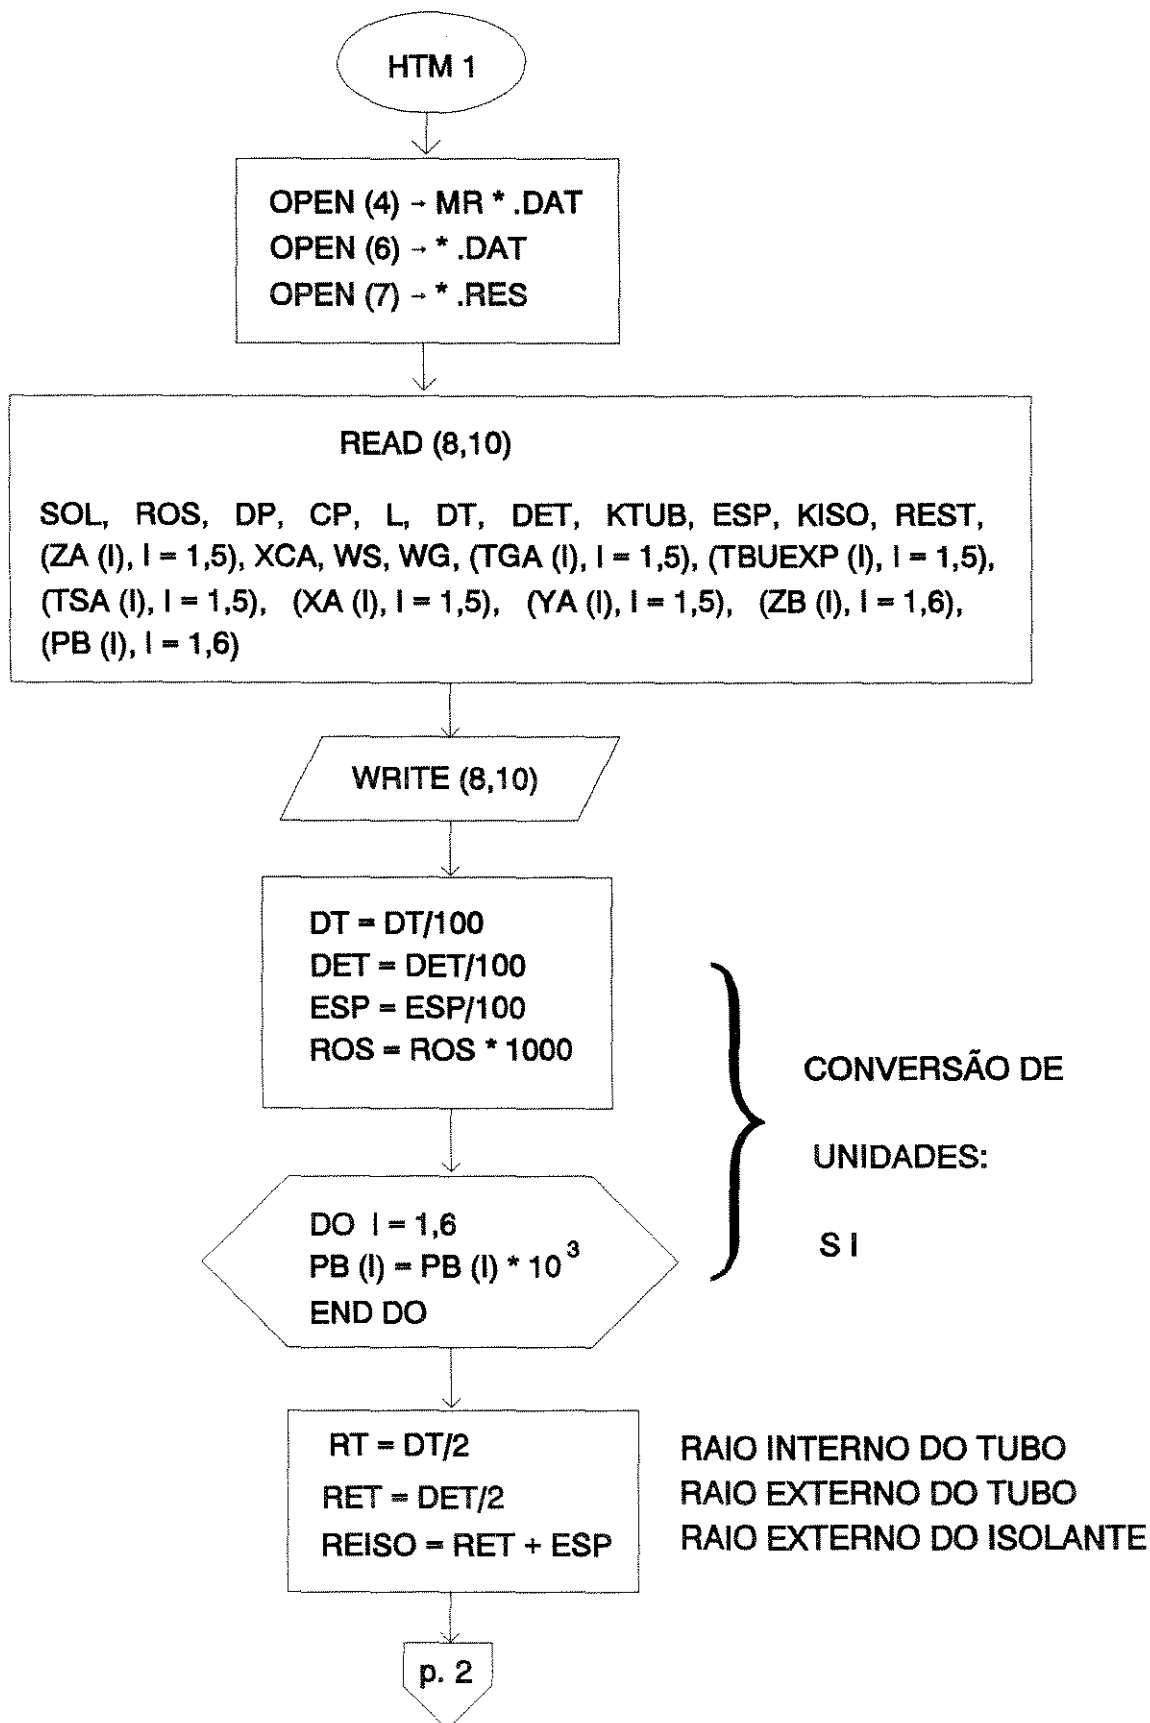 HTM 1
OPEN (4) → MR * .DAT
OPEN (6) → * .DAT
OPEN (7) → * .RES
READ (8,10)
SOL, ROS, DP, CP, L, DT, DET, KTUB, ESP, KISO, REST,
(ZA (I), I = 1,5), XCA, WS, WG, (TGA (I), I = 1,5), (TBUEXP (I), I = 1,5),
(TSA (I), I = 1,5), (XA (I), I = 1,5), (YA (I), I = 1,5), (ZB (I), I = 1,6),
(PB (I), I = 1,6)
WRITE (8,10)
DT = DT/100
DET = DET/100
ESP = ESP/100
ROS = ROS * 1000
CONVERSÃO DE
UNIDADES:
S I
DO I = 1,6
PB (I) = PB (I) * 10³
END DO
RT = DT/2 RAIO INTERNO DO TUBO
RET = DET/2 RAIO EXTERNO DO TUBO
REISO = RET + ESP RAIO EXTERNO DO ISOLANTE
p. 2